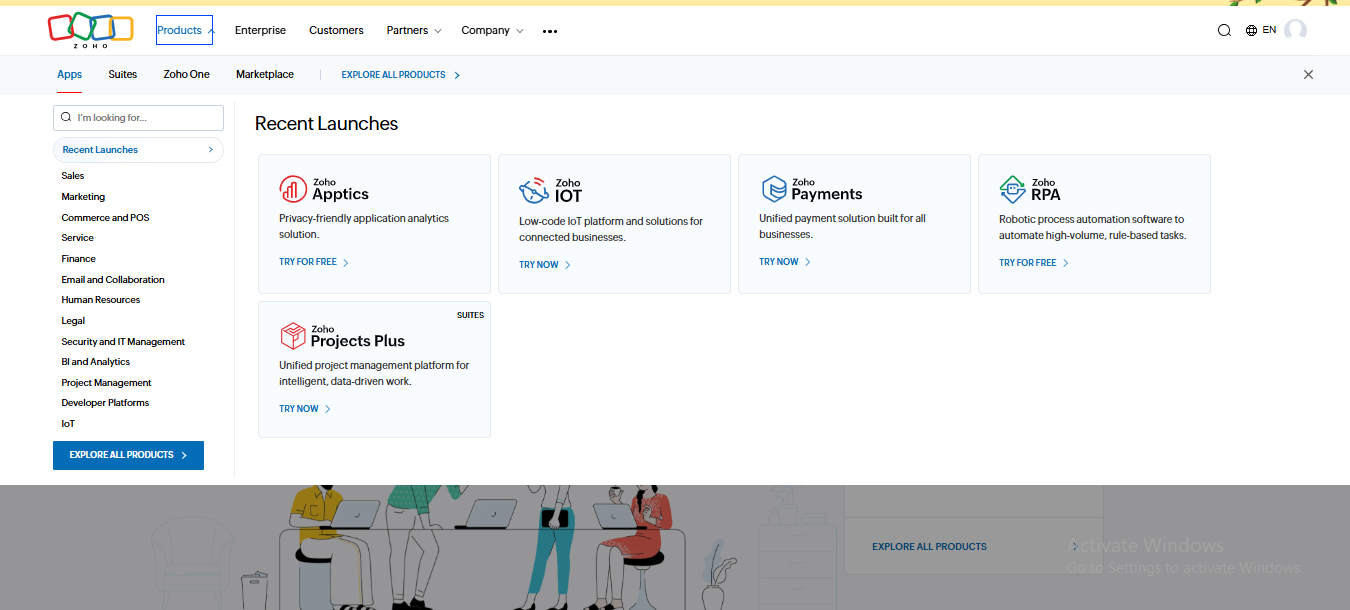 ZOHO
Products
Enterprise
Customers
Partners
Company
EN
Apps
Suites
Zoho One
Marketplace
EXPLORE ALL PRODUCTS
I'm looking for...
Recent Launches
Sales
Marketing
Commerce and POS
Service
Finance
Email and Collaboration
Human Resources
Legal
Security and IT Management
BI and Analytics
Project Management
Developer Platforms
IoT
EXPLORE ALL PRODUCTS
Recent Launches
Zoho
Apptics
Privacy-friendly application analytics
solution.
TRY FOR FREE
Zoho
IOT
Low-code IoT platform and solutions for
connected businesses.
TRY NOW
Zoho
Payments
Unified payment solution built for all
businesses.
TRY NOW
Zoho
RPA
Robotic process automation software to
automate high-volume, rule-based tasks.
TRY FOR FREE
SUITES
Zoho
Projects Plus
Unified project management platform for
intelligent, data-driven work.
TRY NOW
EXPLORE ALL PRODUCTS
Activate Windows
Go to Settings to activate Windows.